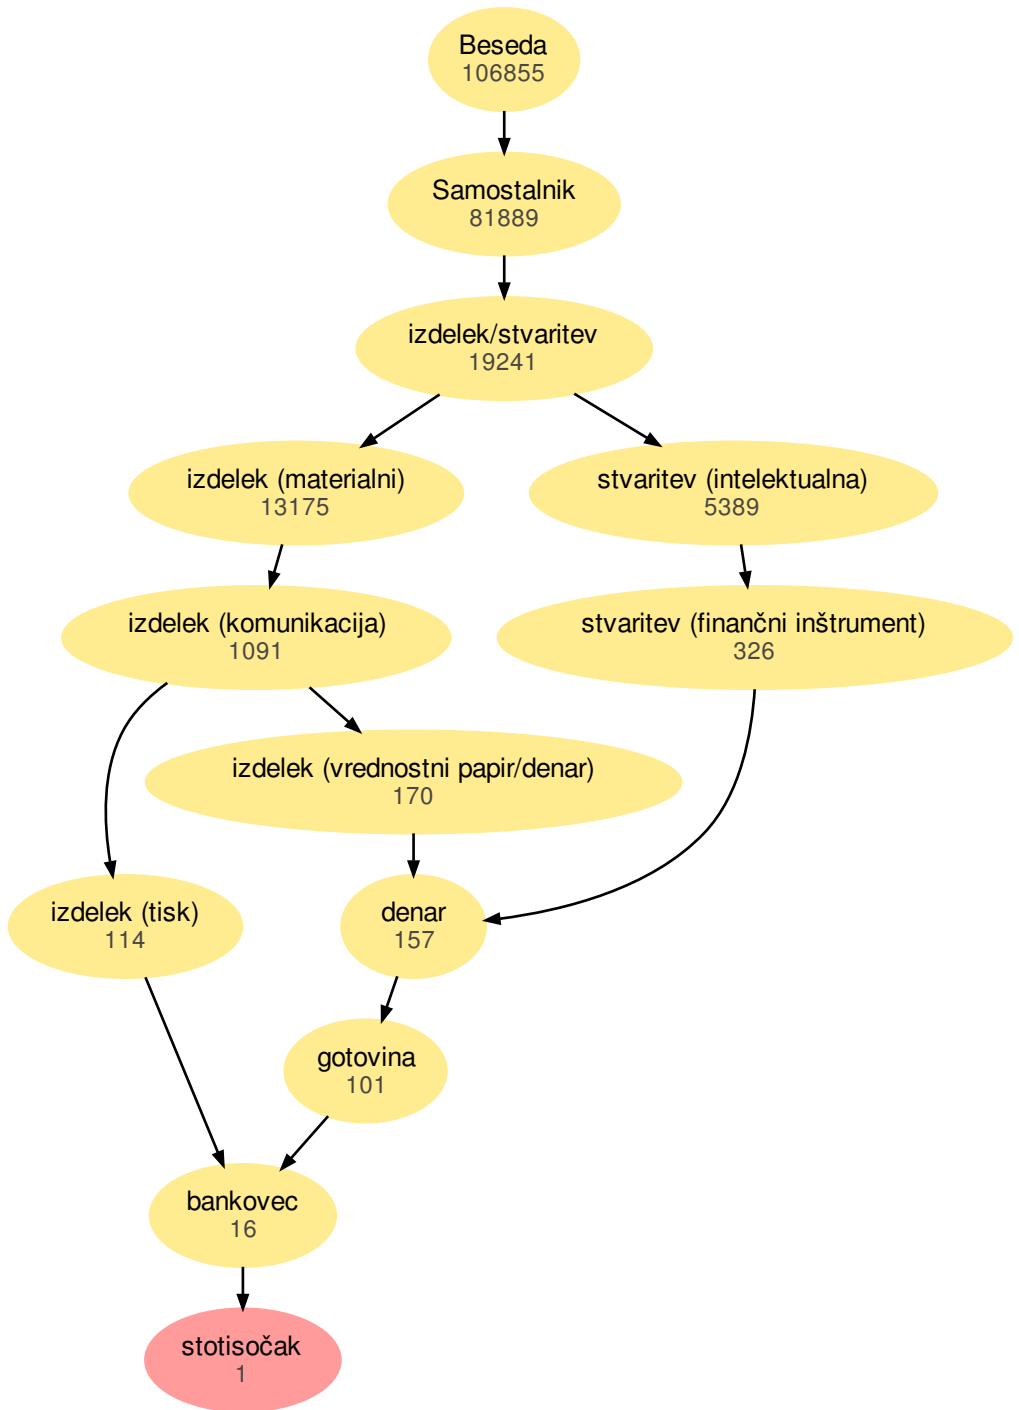 Beseda
106855
Samostalnik
81889
izdelek/stvaritev
19241
izdelek (materialni)
13175
stvaritev (intelektualna)
5389
izdelek (komunikacija)
1091
stvaritev (finančni inštrument)
326
izdelek (vrednostni papir/denar)
170
izdelek (tisk)
114
denar
157
gotovina
101
bankovec
16
stotisočak
1